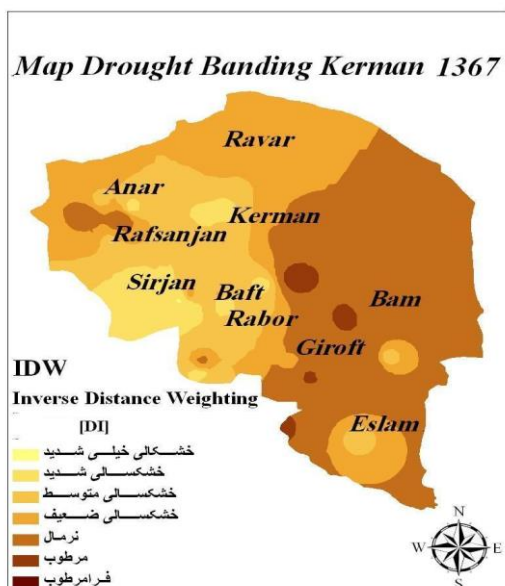 Map Drought Banding Kerman 1367
Ravar
Anar
Kerman
Rafsanjan
Sirjan
Baft
Bam
Rabor
Giroft
Eslam
IDW
Inverse Distance Weighting
[DI]
خشکالی خیلی شدید
خشکسالی شدید
خشکسالی متوسط
خشکسالی ضعیف
نرمال
مرطوب
فرامرطوب
N
W E
S